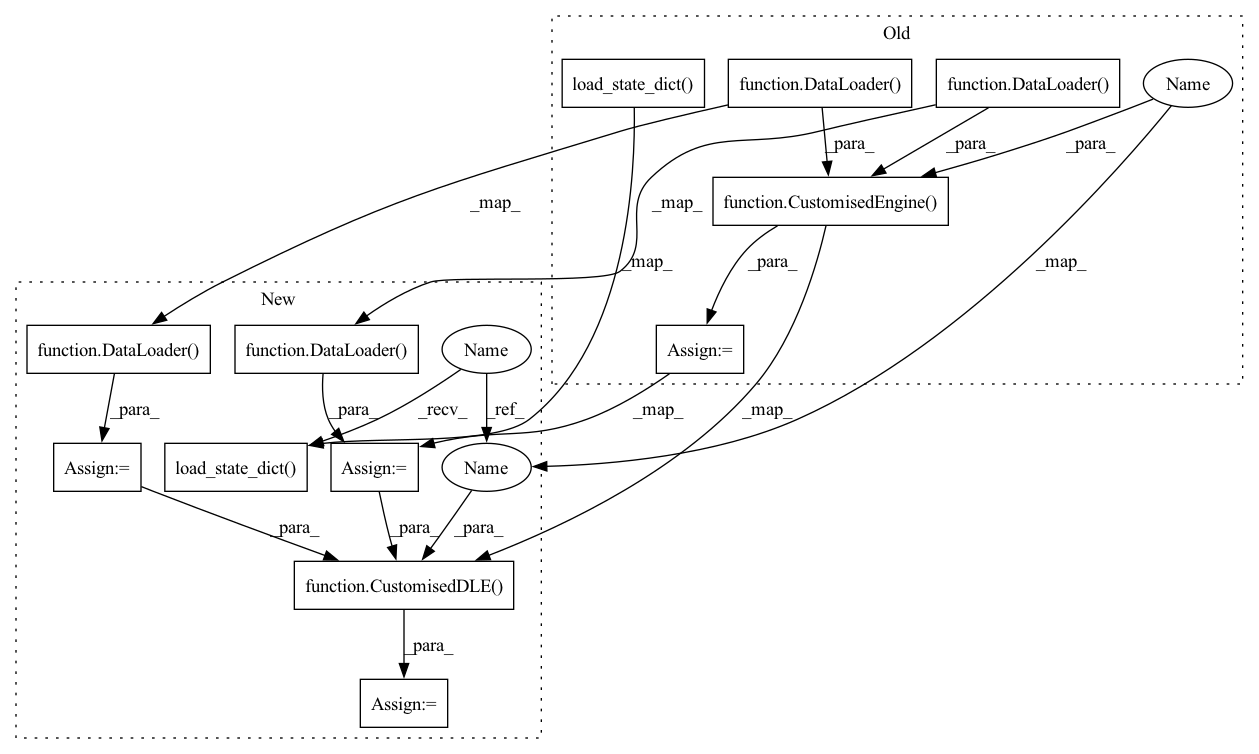 Old
load_state_dict()
function.DataLoader()
function.DataLoader()
Name
_para_
_para_
_para_
function.CustomisedEngine()
_map_
_map_
_map_
_para_
_map_
New
function.DataLoader()
function.DataLoader()
Name
Assign:=
_para_
_para_
_recv_
_ref_
_map_
_map_
Assign:=
load_state_dict()
Assign:=
Name
_para_
_para_
_para_
function.CustomisedDLE()
_para_
Assign:=